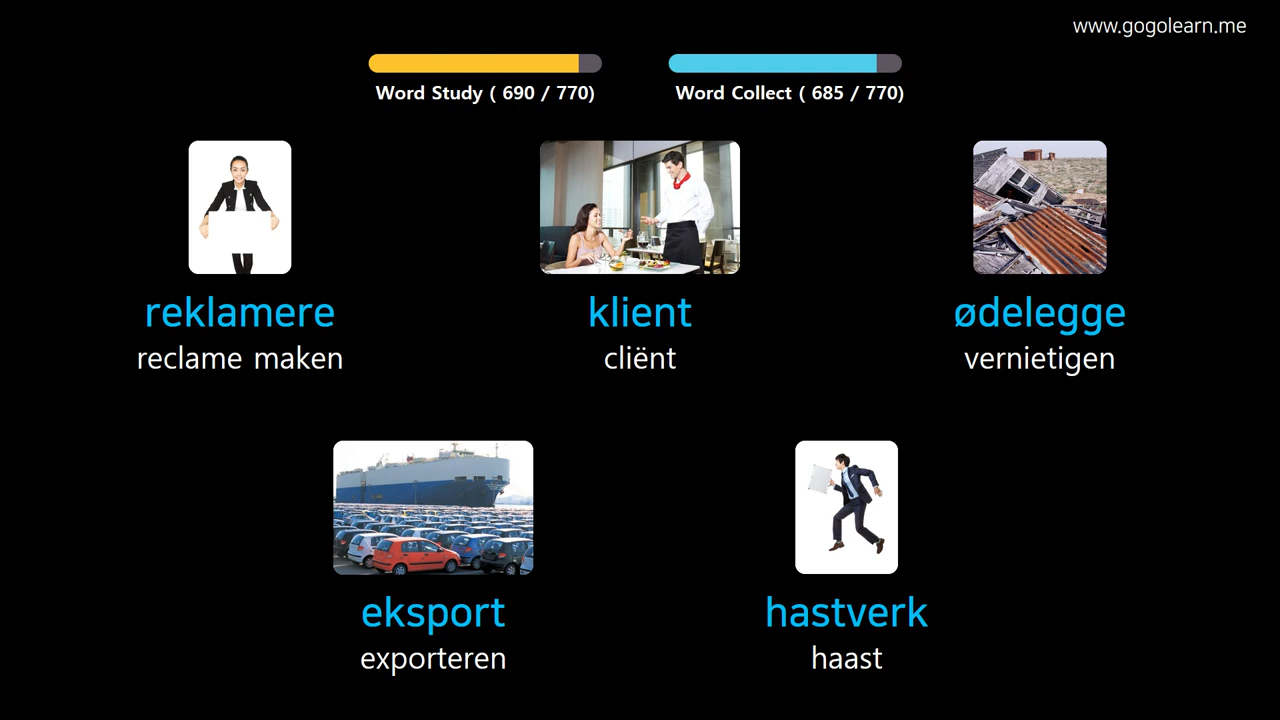 www.gogolearn.me
Word Study ( 690 / 770)
Word Collect ( 685 / 770)
reklamere
reclame maken
klient
cliënt
ødelegge
vernietigen
eksport
exporteren
hastverk
haast